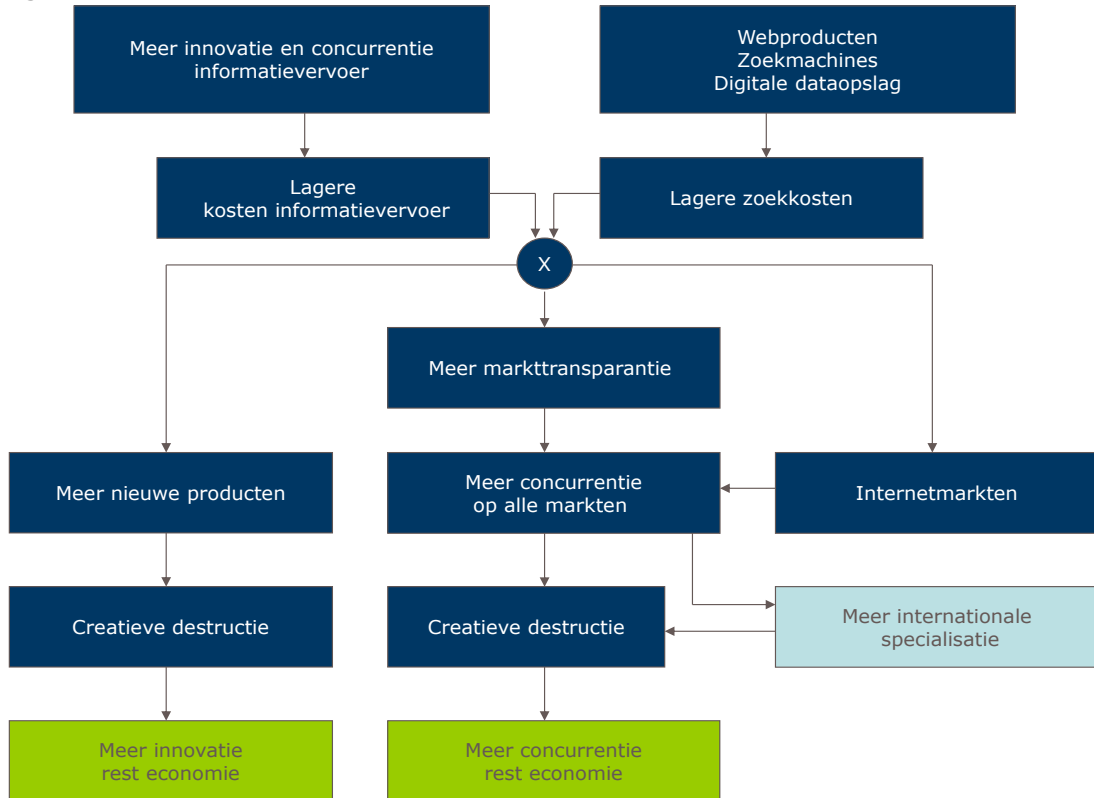 Meer innovatie en concurrentie
informatievervoer
Webproducten
Zoekmachines
Digitale dataopslag
Lagere
kosten informatievervoer
Lagere zoekkosten
X
Meer markttransparantie
Meer nieuwe producten
Meer concurrentie
op alle markten
Internetmarkten
Creatieve destructie
Creatieve destructie
Meer internationale
specialisatie
Meer innovatie
rest economie
Meer concurrentie
rest economie